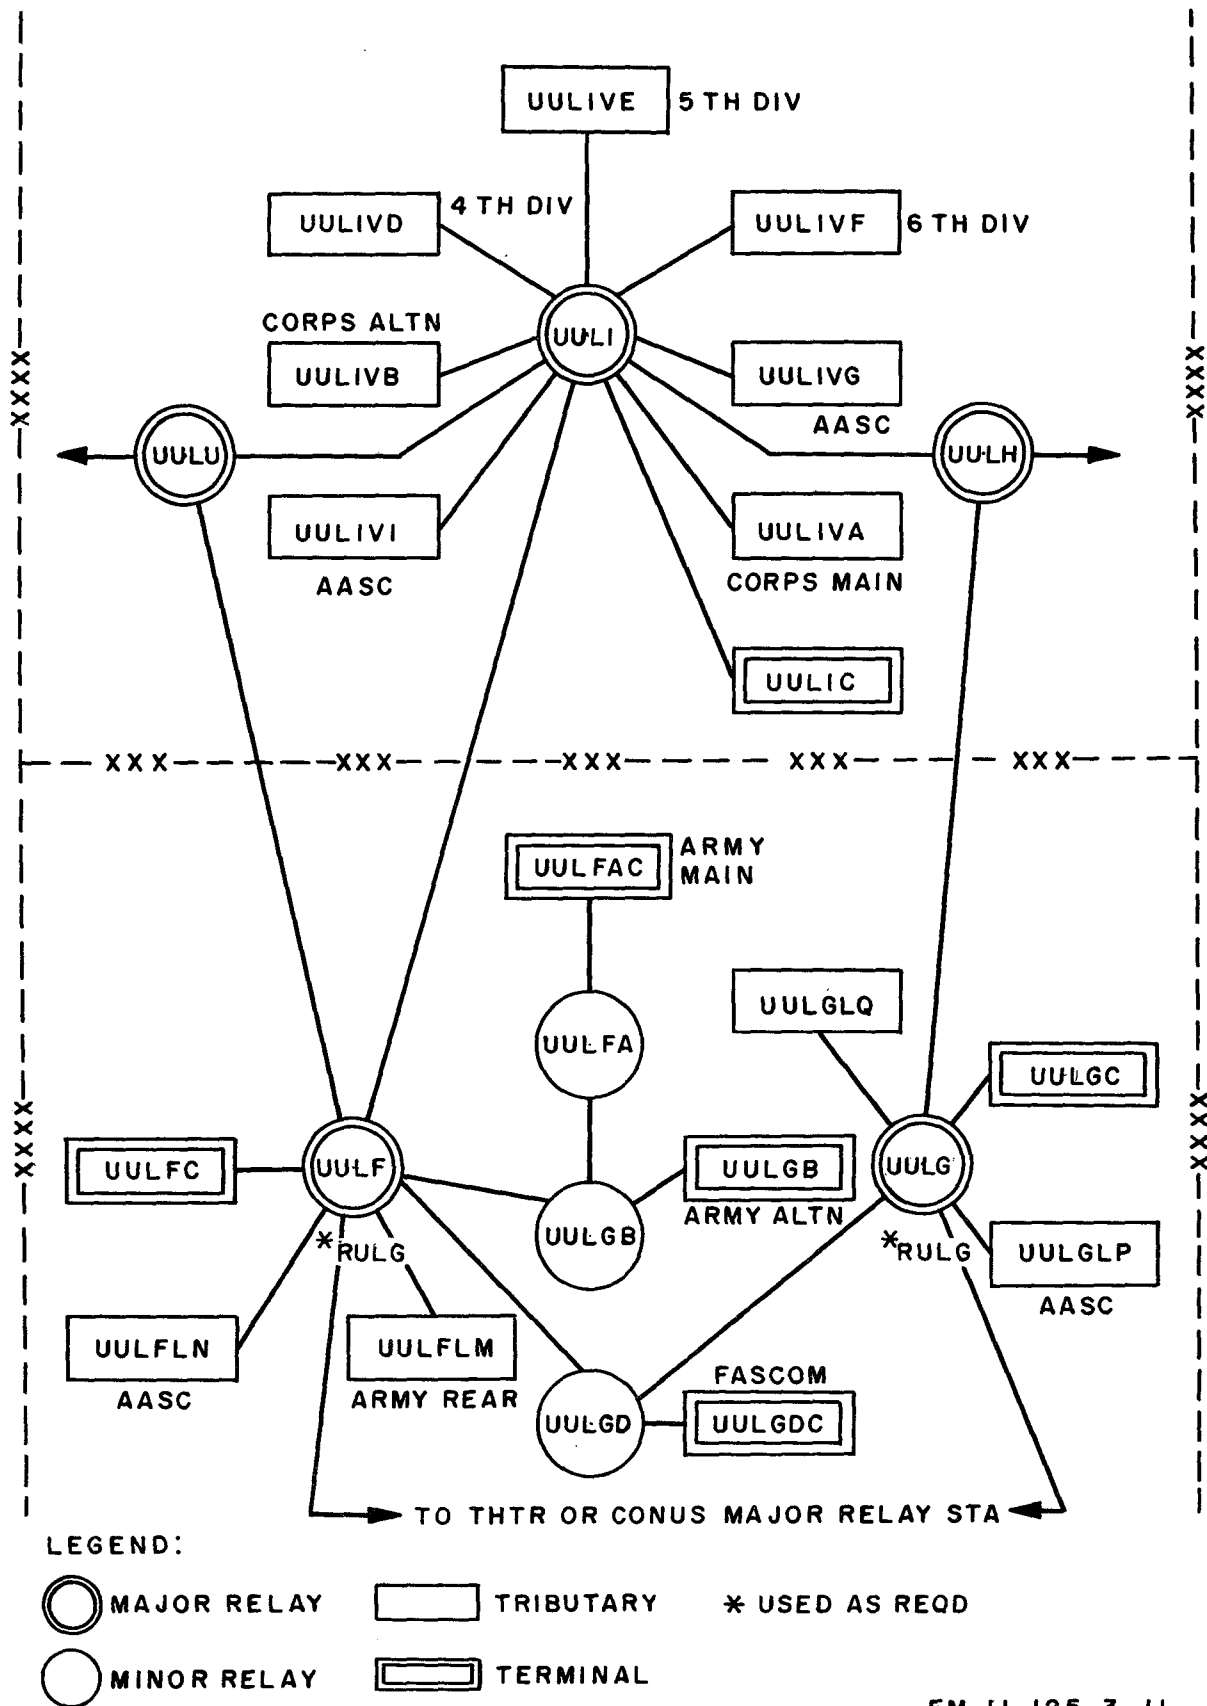 UULIVE 5 TH DIV
UULIVD 4 TH DIV
UULIVF 6 TH DIV
UULI
CORPS ALTN
UULIVB
UULIVG
AASC
UULU
UULH
UULIVI
AASC
UULIVA
CORPS MAIN
UULIC
XXXX
XXXX
XXX XXX XXX XXX XXX
UULFAC
ARMY
MAIN
UULGLQ
UULFA
UULGC
XXXX
XXXX
UULFC
UULF
UULGB
ARMY ALTN
UULG
UULGB
* RULG
* RULG
UULGLP
AASC
UULFLN
AASC
UULFLM
ARMY REAR
FASCOM
UULGD
UULGDC
TO THTR OR CONUS MAJOR RELAY STA
LEGEND:
MAJOR RELAY
TRIBUTARY
* USED AS REQD
MINOR RELAY
TERMINAL